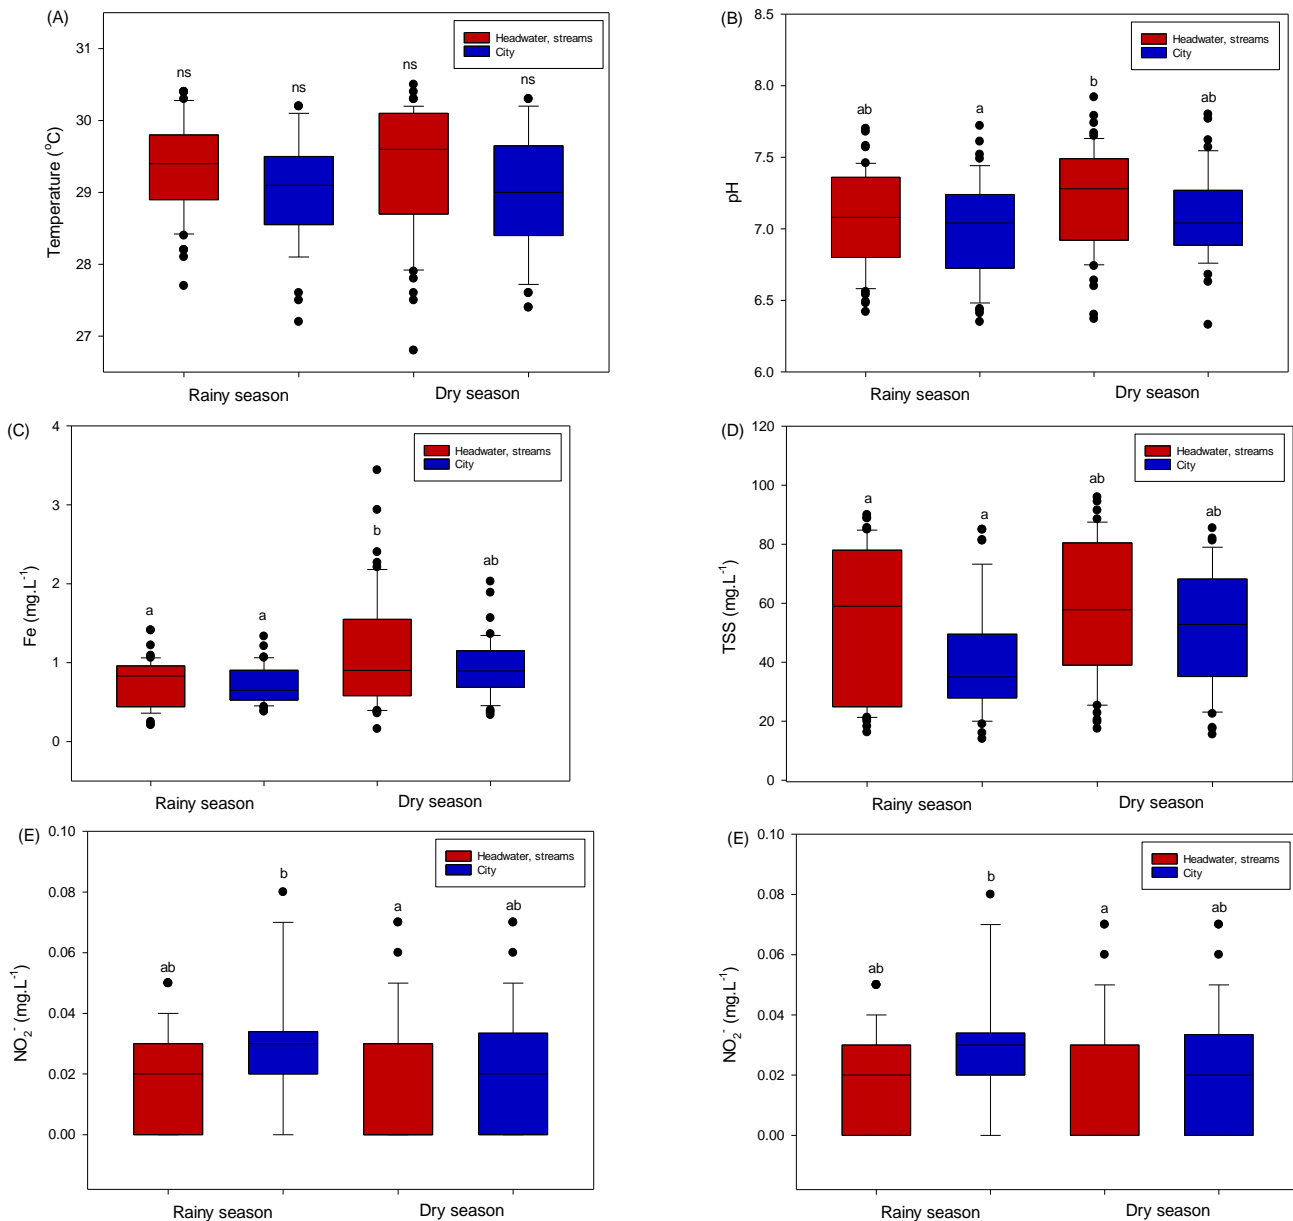 (A)
Headwater, streams
City
ns
ns
ns
ns
31
30
29
28
27
Temperature (°C)
Rainy season
Dry season
(B)
Headwater, streams
City
ab
a
b
ab
8.5
8.0
7.5
7.0
6.5
6.0
pH
Rainy season
Dry season
(C)
Headwater, streams
City
a
a
b
ab
4
3
2
1
0
Fe (mg.L⁻¹)
Rainy season
Dry season
(D)
Headwater, streams
City
a
a
ab
ab
120
100
80
60
40
20
0
TSS (mg.L⁻¹)
Rainy season
Dry season
(E)
Headwater, streams
City
ab
b
a
ab
0.10
0.08
0.06
0.04
0.02
0.00
NO₂⁻ (mg.L⁻¹)
Rainy season
Dry season
(E)
Headwater, streams
City
ab
b
a
ab
0.10
0.08
0.06
0.04
0.02
0.00
NO₂⁻ (mg.L⁻¹)
Rainy season
Dry season